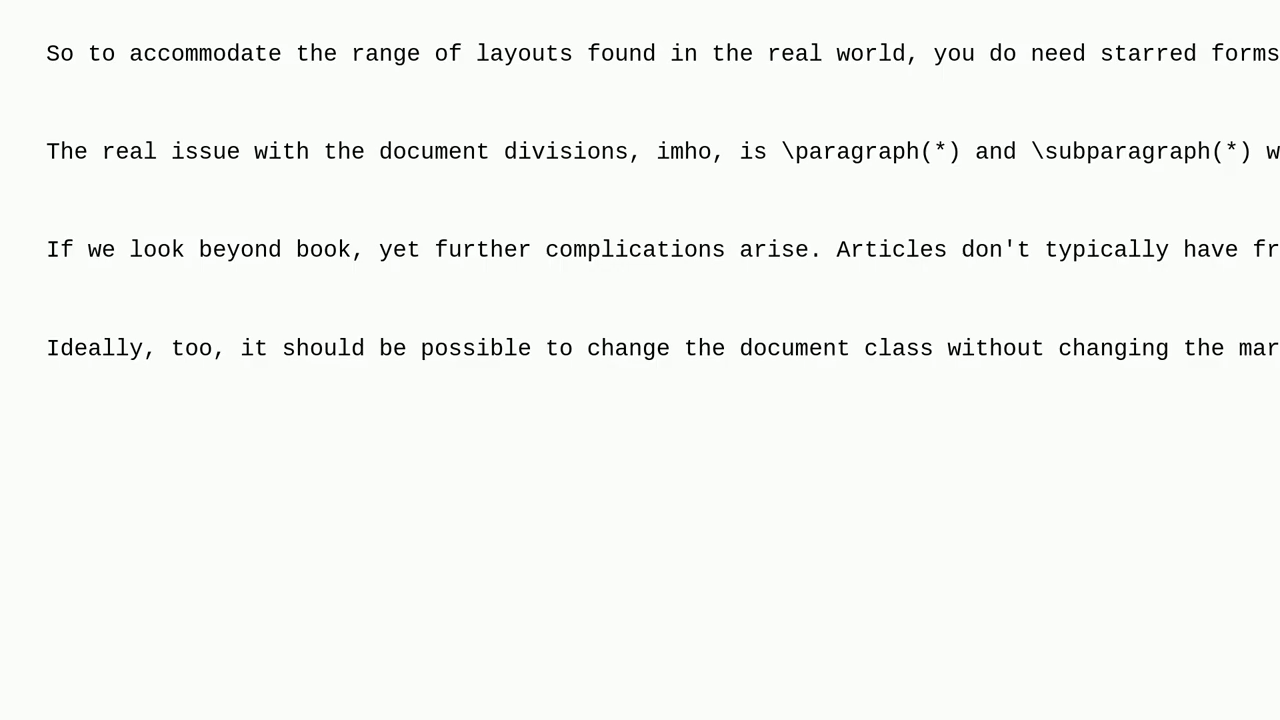 So to accommodate the range of layouts found in the real world, you do need starred forms
The real issue with the document divisions, imho, is \paragraph(*) and \subparagraph(*)
If we look beyond book, yet further complications arise. Articles don't typically have
Ideally, too, it should be possible to change the document class without changing the